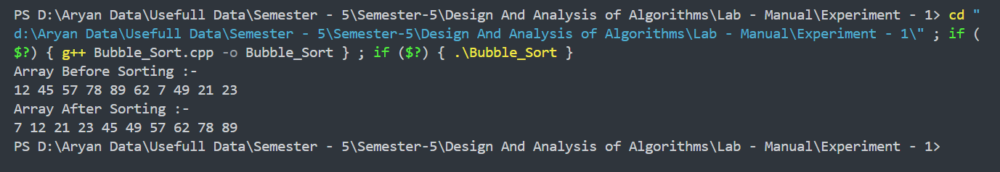 PS D:\Aryan Data\Usefull Data\Semester - 5\Semester-5\Design And Analysis of Algorithms\Lab - Manual\Experiment - 1> cd "
d:\Aryan Data\Usefull Data\Semester - 5\Semester-5\Design And Analysis of Algorithms\Lab - Manual\Experiment - 1\" ; if (
$?) { g++ Bubble_Sort.cpp -o Bubble_Sort } ; if ($?) { .\Bubble_Sort }
Array Before Sorting :-
12 45 57 78 89 62 7 49 21 23
Array After Sorting :-
7 12 21 23 45 49 57 62 78 89
PS D:\Aryan Data\Usefull Data\Semester - 5\Semester-5\Design And Analysis of Algorithms\Lab - Manual\Experiment - 1>